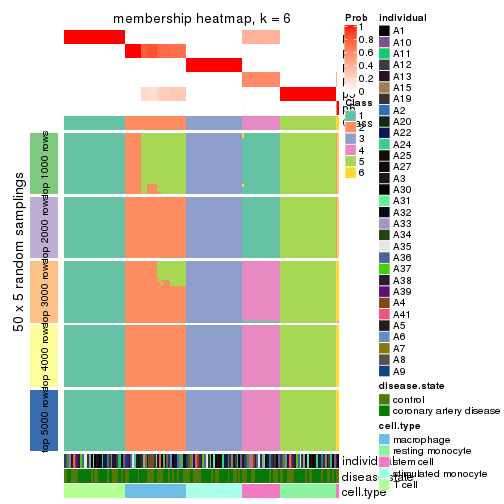 membership heatmap, k = 6
50 x 5 random samplings
top 1000 rows
top 2000 rows
top 3000 rows
top 4000 rows
top 5000 rows
individual
disease.state
cell.type
Prob
1
0.8
0.6
0.4
0.2
0
Class
1
2
3
4
5
6
individual
A1
A10
A11
A12
A13
A15
A19
A2
A20
A22
A24
A25
A27
A3
A30
A31
A32
A33
A34
A35
A36
A37
A38
A39
A4
A41
A5
A6
A7
A8
A9
disease.state
control
coronary artery disease
cell.type
macrophage
resting monocyte
stem cell
stimulated monocyte
T cell